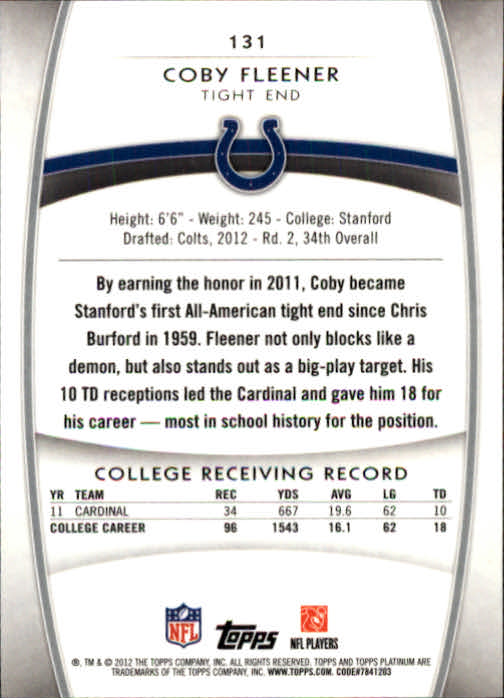 131
COBY FLEENER
TIGHT END
Height: 6'6" - Weight: 245 - College: Stanford
Drafted: Colts, 2012 - Rd. 2, 34th Overall
By earning the honor in 2011, Coby became
Stanford's first All-American tight end since Chris
Burford in 1959. Fleener not only blocks like a
demon, but also stands out as a big-play target. His
10 TD receptions led the Cardinal and gave him 18 for
his career — most in school history for the position.
COLLEGE RECEIVING RECORD
YR TEAM REC YDS AVG LG TD
11 CARDINAL 34 667 19.6 62 10
COLLEGE CAREER 96 1543 16.1 62 18
NFL Topps NFL PLAYERS
®, TM & © 2012 THE TOPPS COMPANY, INC. ALL RIGHTS RESERVED. TOPPS AND TOPPS PLATINUM ARE
TRADEMARKS OF THE TOPPS COMPANY, INC. WWW.TOPPS.COM. CODE#7841203